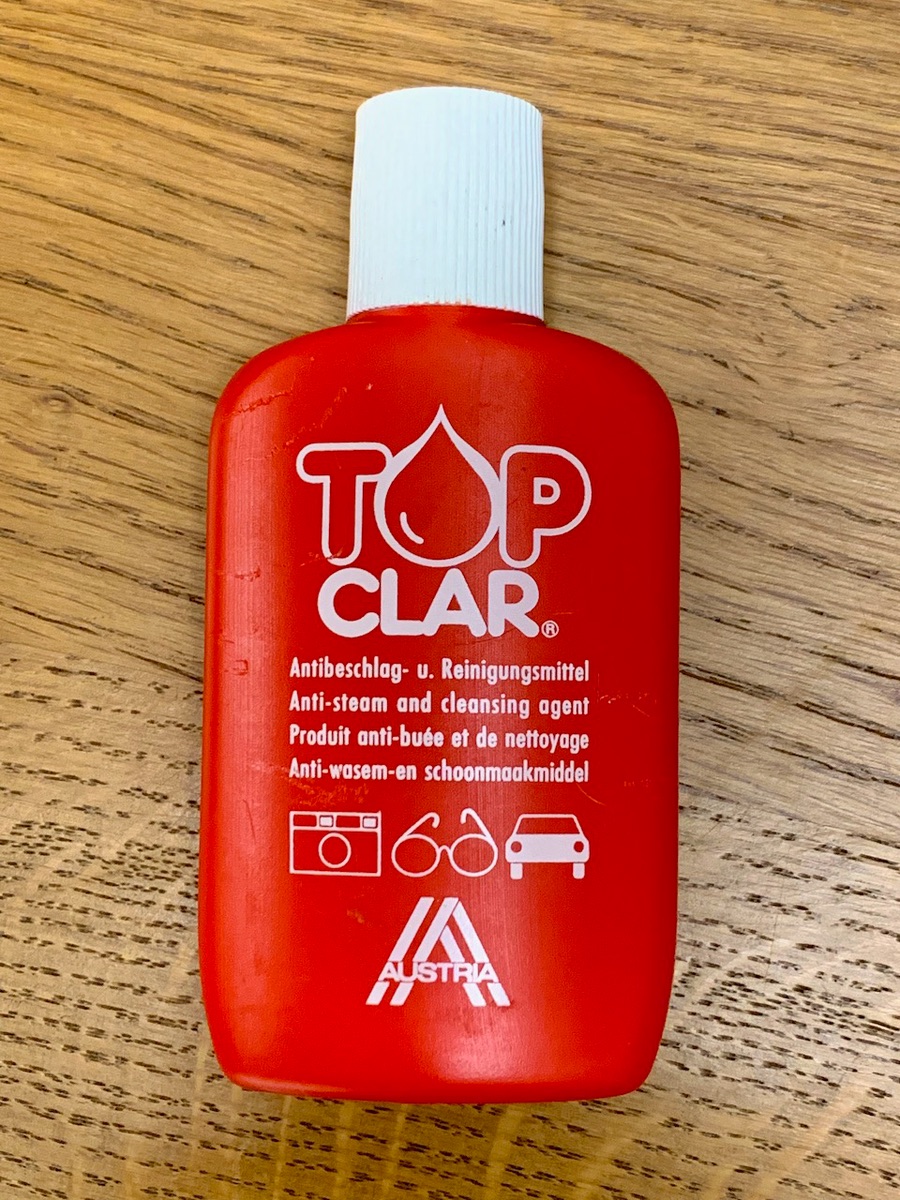 TOP
CLAR®
Antibeschlag- u. Reinigungsmittel
Anti-steam and cleansing agent
Produit anti-buée et de nettoyage
Anti-wasem-en schoonmaakmiddel
AUSTRIA